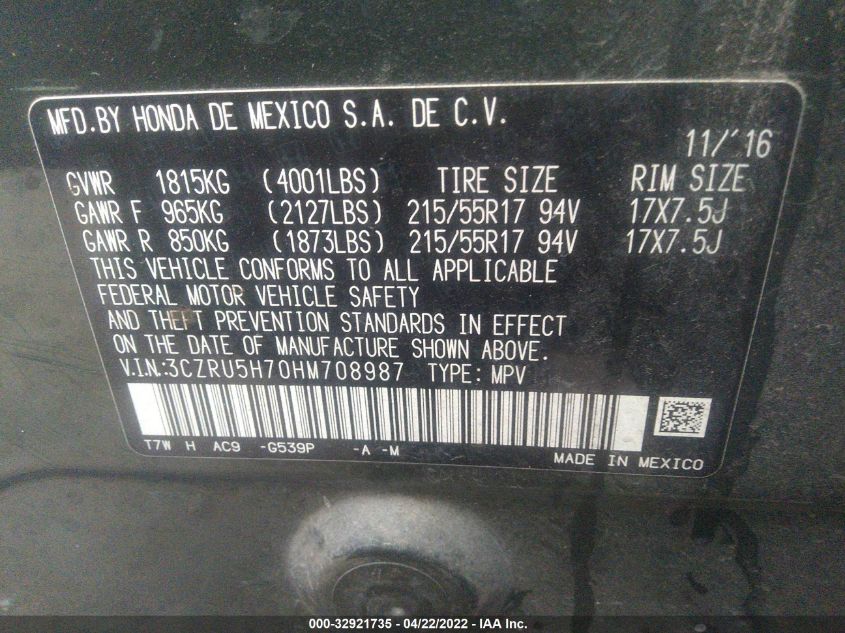 MFD.BY HONDA DE MEXICO S.A. DE C.V.
11/'16
GVWR 1815KG (4001LBS) TIRE SIZE RIM SIZE
GAWR F 965KG (2127LBS) 215/55R17 94V 17X7.5J
GAWR R 850KG (1873LBS) 215/55R17 94V 17X7.5J
THIS VEHICLE CONFORMS TO ALL APPLICABLE
FEDERAL MOTOR VEHICLE SAFETY
AND THEFT PREVENTION STANDARDS IN EFFECT
ON THE DATE OF MANUFACTURE SHOWN ABOVE.
V.I.N.:3CZRU5H70HM708987 TYPE: MPV
T7W H AC9 -G539P -A -M
MADE IN MEXICO
000-32921735 - 04/22/2022 - IAA Inc.